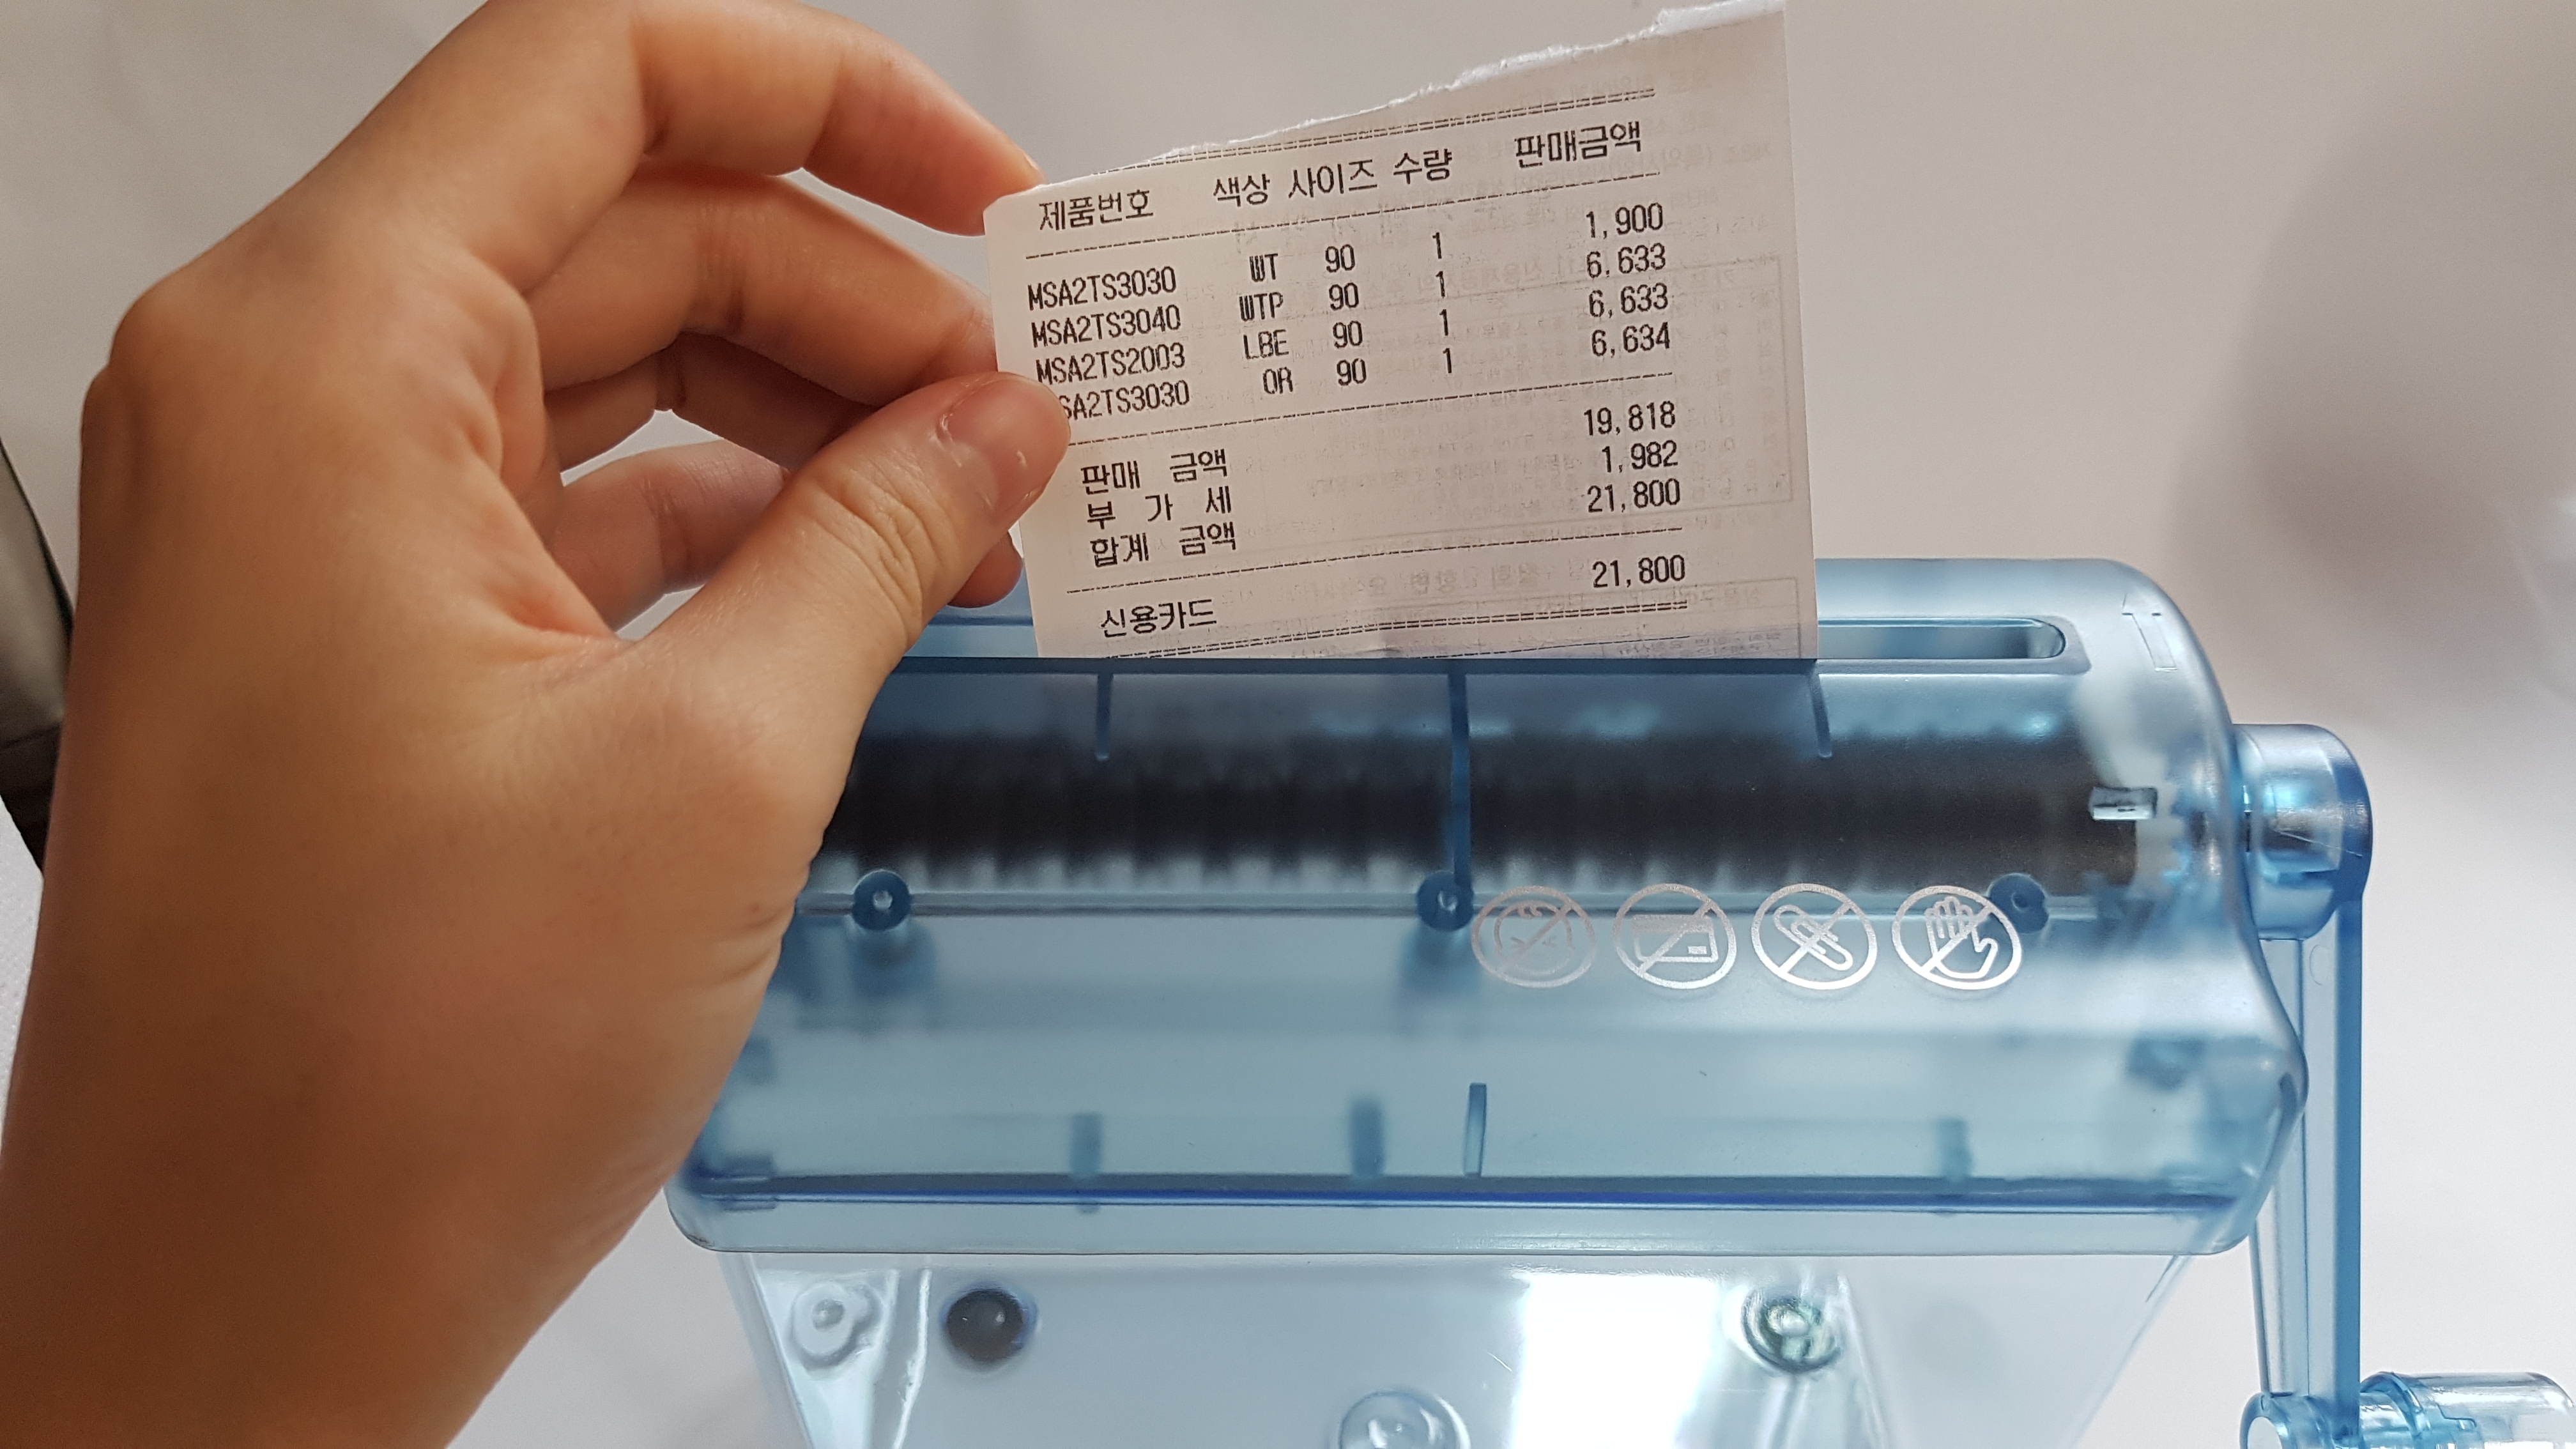 제품번호 색상 사이즈 수량 판매금액
MSA2TS3030 WT 90 1 1,900
MSA2TS3040 WTP 90 1 6,633
MSA2TS2003 LBE 90 1 6,633
SA2TS3030 OR 90 1 6,634
판매 금액 19,818
부 가 세 1,982
합계 금액 21,800
신용카드 21,800